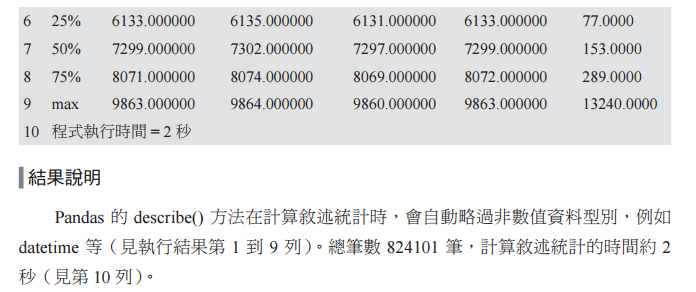 6 25% 6133.000000 6135.000000 6131.000000 6133.000000 77.0000
7 50% 7299.000000 7302.000000 7297.000000 7299.000000 153.0000
8 75% 8071.000000 8074.000000 8069.000000 8072.000000 289.0000
9 max 9863.000000 9864.000000 9860.000000 9863.000000 13240.0000
10 程式執行時間 = 2 秒
結果說明
Pandas 的 describe() 方法在計算敘述統計時，會自動略過非數值資料型別，例如
datetime 等（見執行結果第 1 到 9 列）。總筆數 824101 筆，計算敘述統計的時間約 2
秒（見第 10 列）。